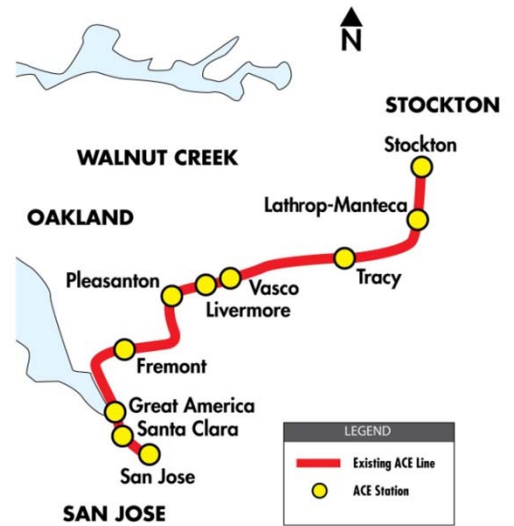 N
STOCKTON
Stockton
WALNUT CREEK
Lathrop-Manteca
OAKLAND
Pleasanton
Vasco
Tracy
Livermore
Fremont
Great America
Santa Clara
San Jose
SAN JOSE
LEGEND
Existing ACE Line
ACE Station